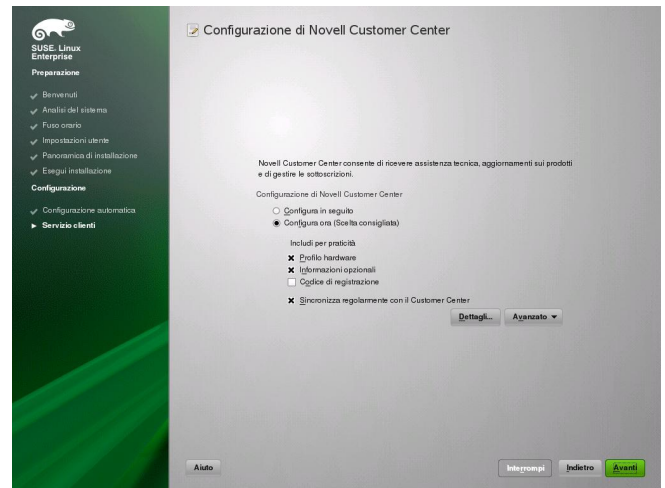 SUSE. Linux
Enterprise
Preparazione
Benvenuti
Analisi del sistema
Fuso orario
Impostazioni utente
Panoramica di installazione
Esegui installazione
Configurazione
Configurazione automatica
Servizio clienti
Configurazione di Novell Customer Center
Novell Customer Center consente di ricevere assistenza tecnica, aggiornamenti sui prodotti
e di gestire le sottoscrizioni.
Configurazione di Novell Customer Center
Configura in seguito
Configura ora (Scelta consigliata)
Includi per praticità
Profilo hardware
Informazioni opzionali
Codice di registrazione
Sincronizza regolarmente con il Customer Center
Dettagli... Avanzato
Aiuto Interrompi Indietro Avanti